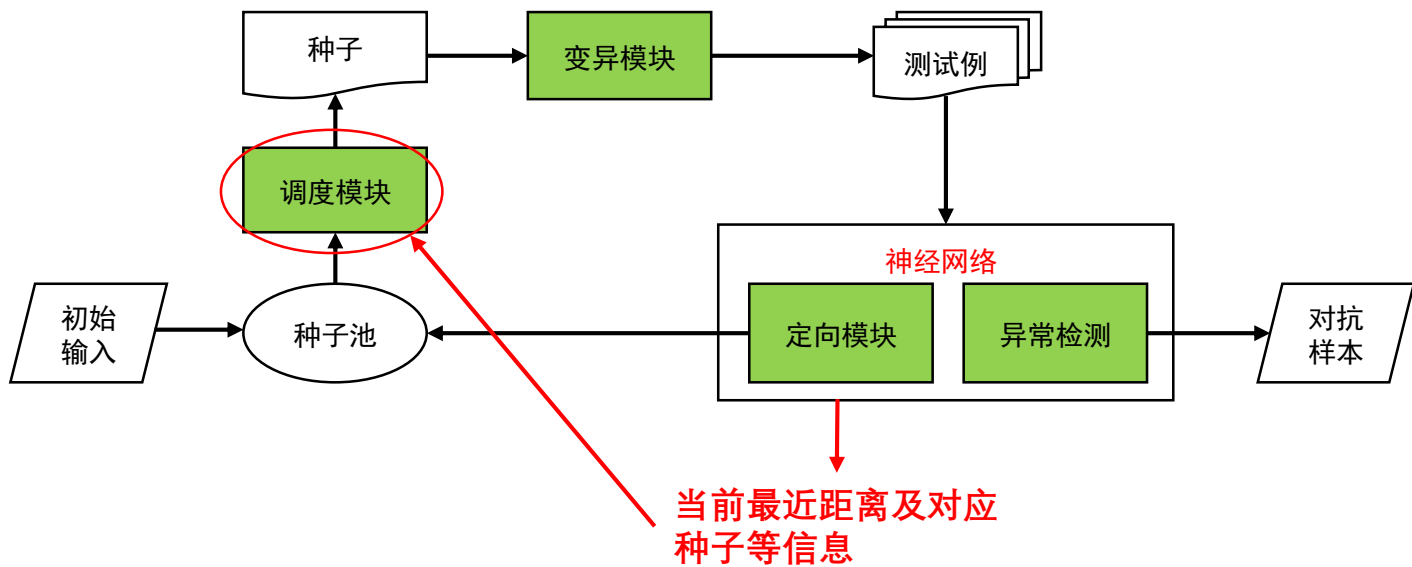 种子
变异模块
测试例
调度模块
神经网络
初始
输入
种子池
定向模块
异常检测
对抗
样本
当前最近距离及对应
种子等信息